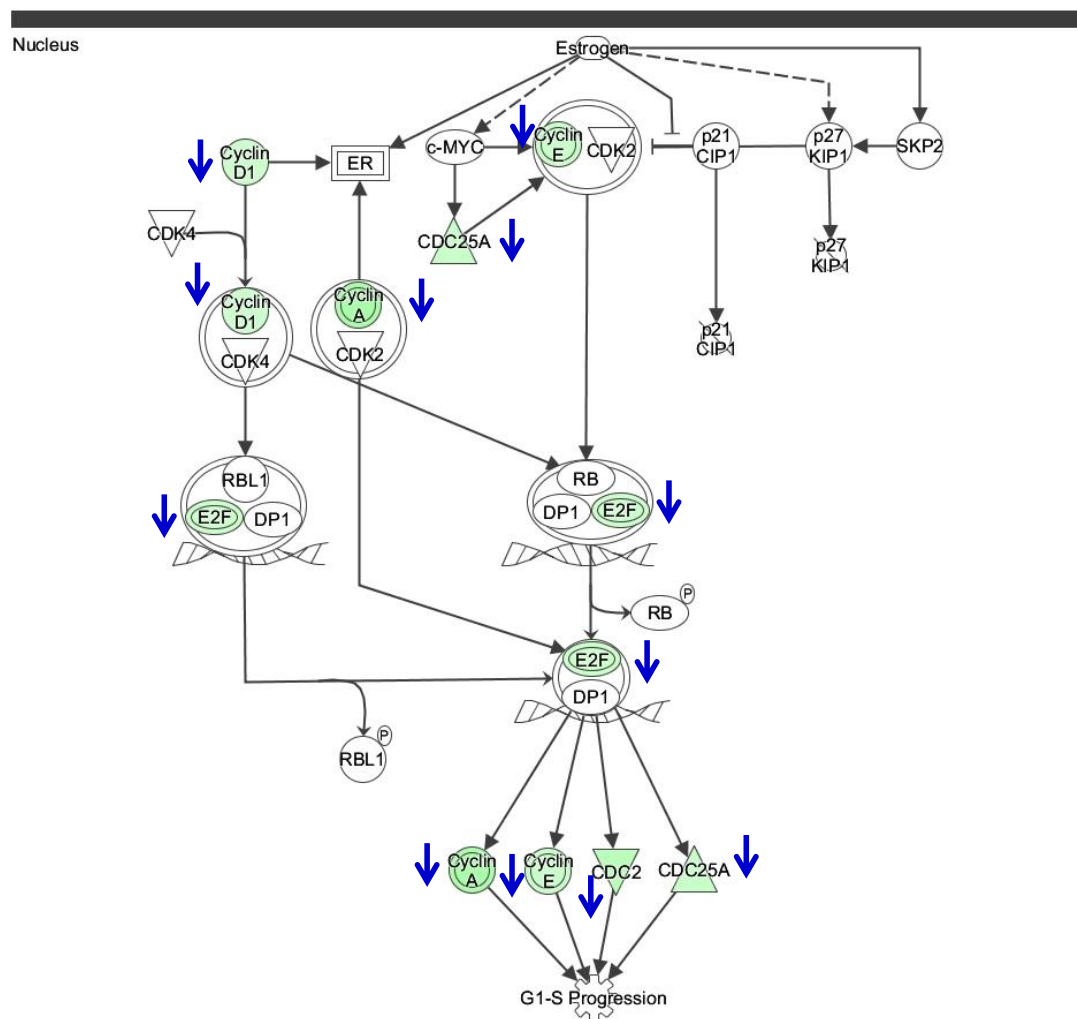 Nucleus
Estrogen
Cyclin
D1
ER
c-MYC
Cyclin
E
CDK2
p21
CIP1
p27
KIP1
SKP2
CDK4
CDC25A
p27
KIP1
Cyclin
D1
CDK4
Cyclin
A
CDK2
p21
CIP1
RBL1
E2F
DP1
RB
DP1
E2F
P
RB
E2F
DP1
P
RBL1
Cyclin
A
Cyclin
E
CDC2
CDC25A
G1-S Progression